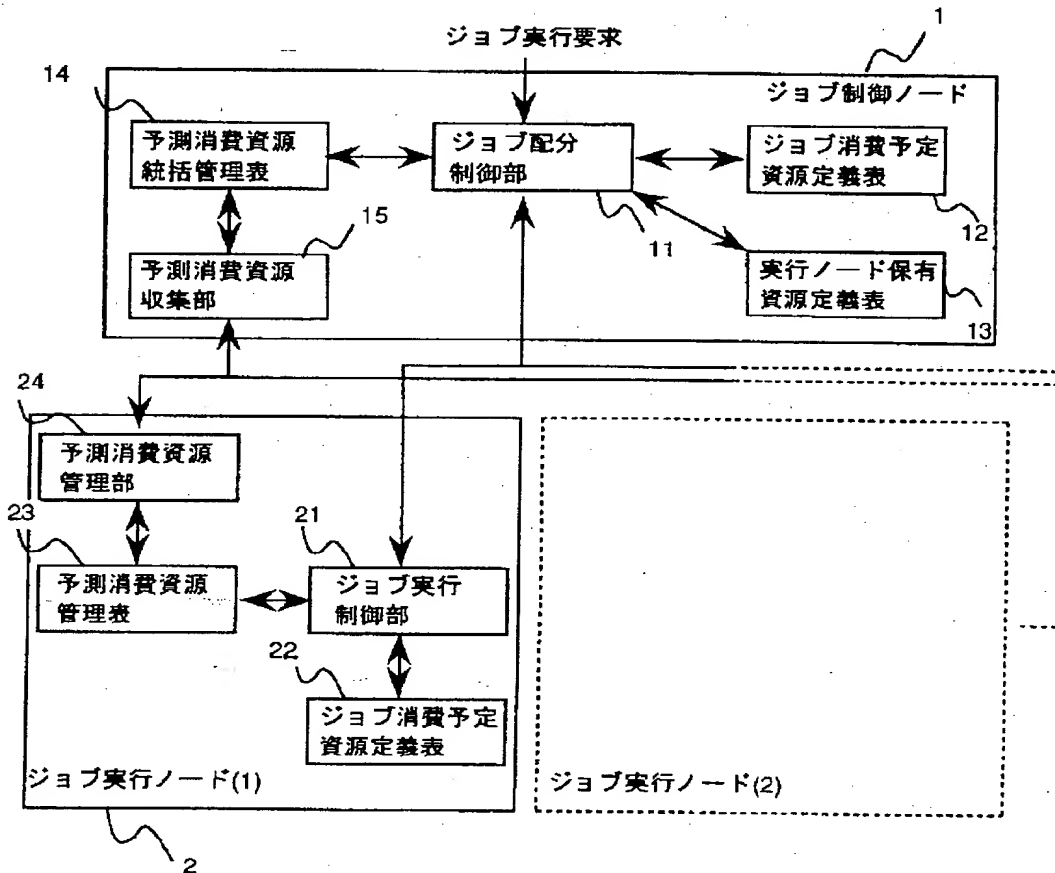 ジョブ実行要求
1
14
ジョブ制御ノード
予測消費資源
統括管理表
ジョブ配分
制御部
ジョブ消費予定
資源定義表
15
11
12
予測消費資源
収集部
実行ノード保有
資源定義表
13
24
予測消費資源
管理部
23
21
予測消費資源
管理表
ジョブ実行
制御部
22
ジョブ消費予定
資源定義表
ジョブ実行ノード(1)
ジョブ実行ノード(2)
2